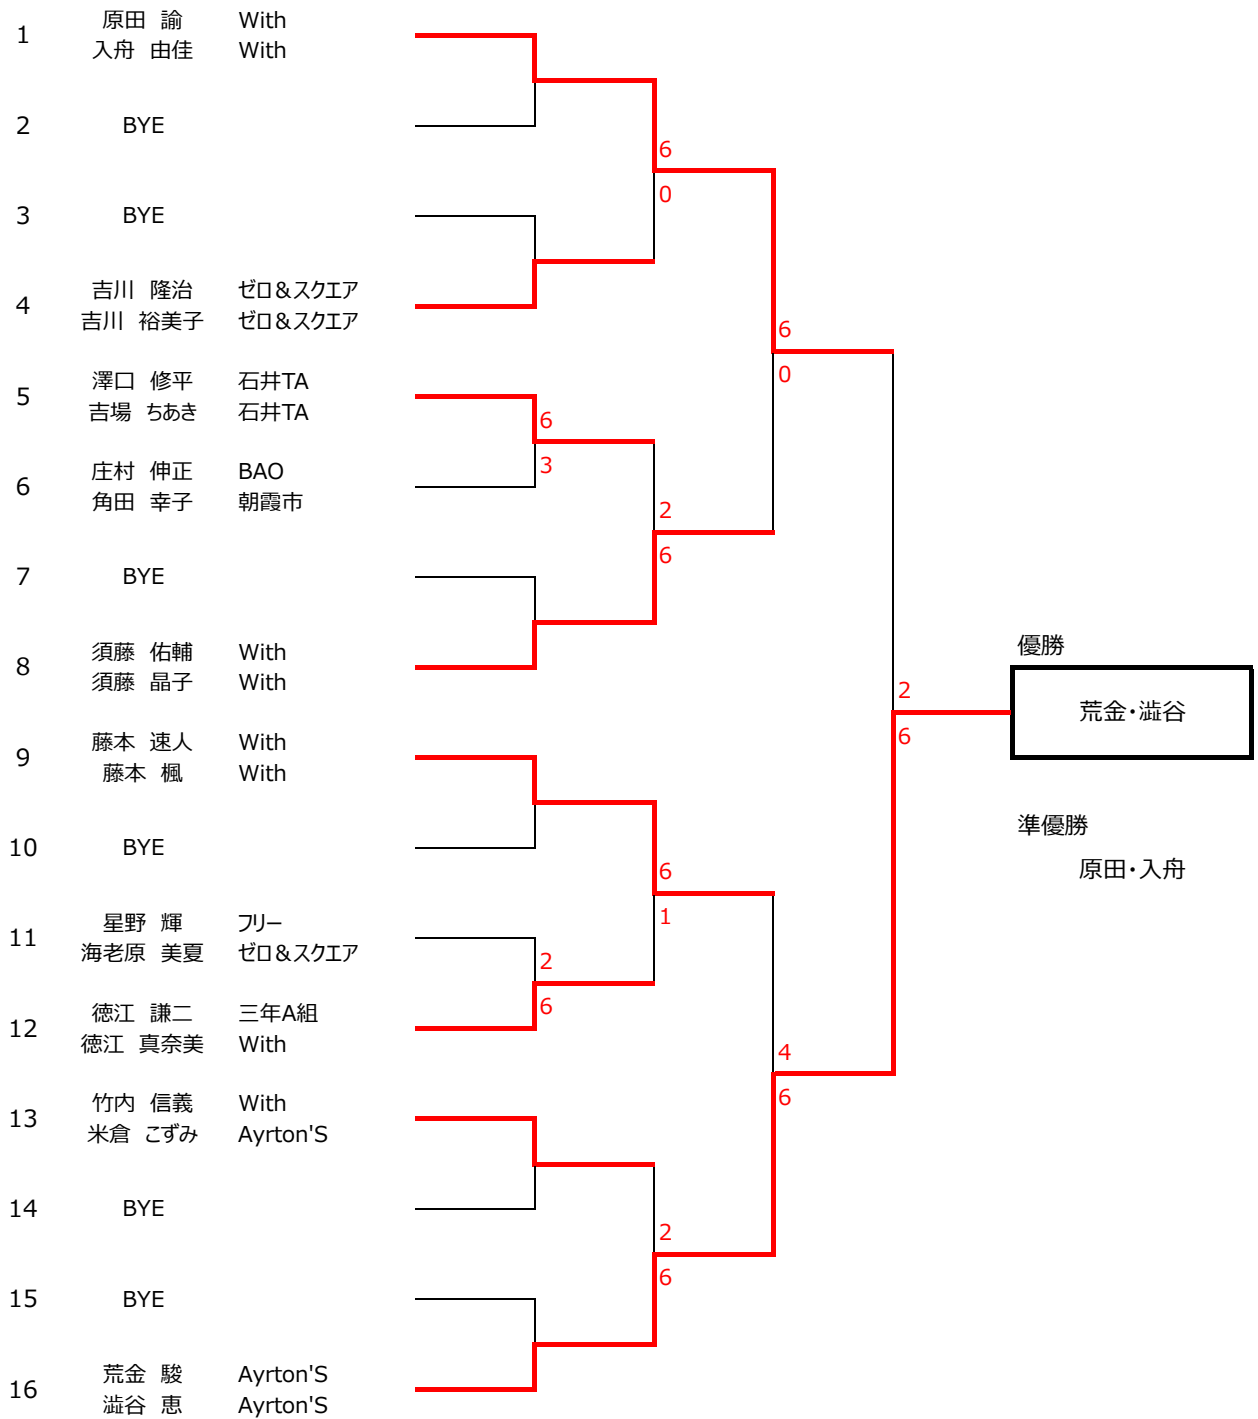 原田 諭 With
1
入舟 由佳 With
2 BYE
6
0
3 BYE
吉川 隆治 ゼロ＆スクエア
4
吉川 裕美子 ゼロ＆スクエア
6
0
澤口 修平 石井TA
5
吉場 ちあき 石井TA
6
3
庄村 伸正 BAO
6
角田 幸子 朝霞市
2
6
7 BYE
須藤 佑輔 With
8
須藤 晶子 With
優勝
2
荒金・澁谷
6
藤本 速人 With
9
藤本 楓 With
準優勝
10 BYE
原田・入舟
6
1
星野 輝 フリー
11
海老原 美夏 ゼロ＆スクエア
2
6
徳江 謙二 三年A組
12
徳江 真奈美 With
4
6
竹内 信義 With
13
米倉 こずみ Ayrton'S
14 BYE
2
6
15 BYE
荒金 駿 Ayrton'S
16
澁谷 恵 Ayrton'S